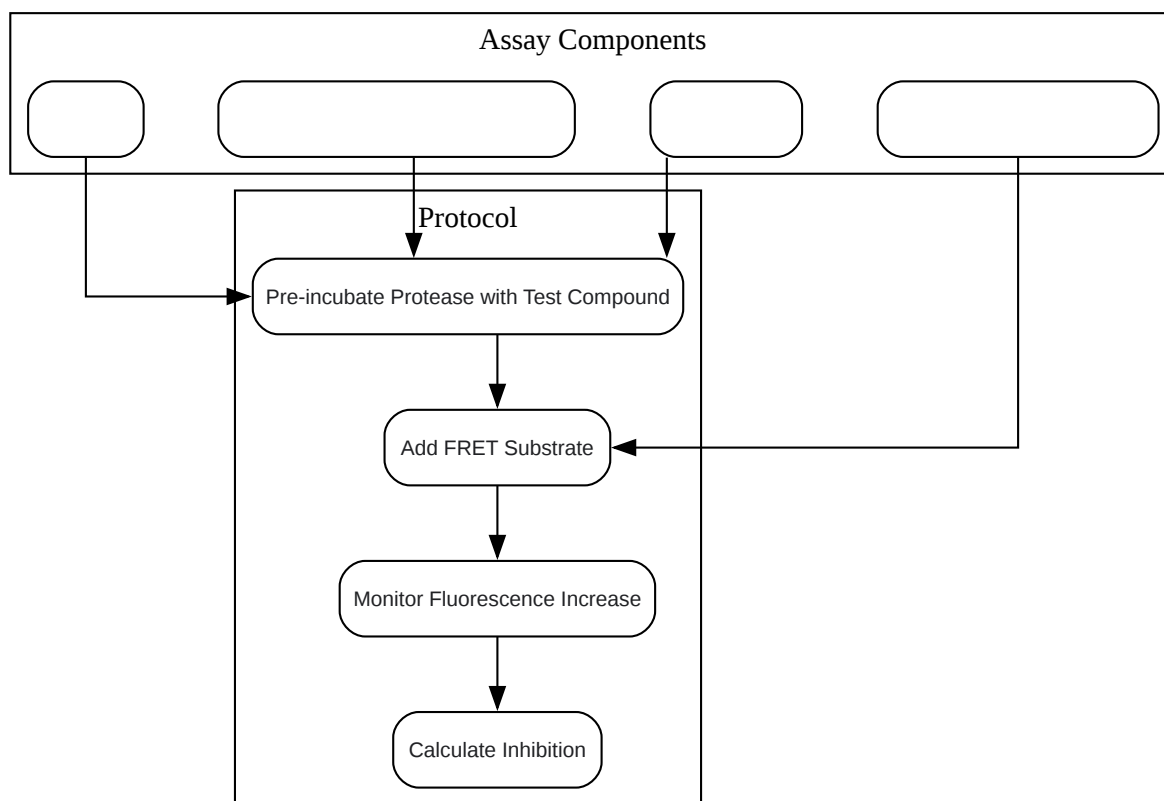 Assay Components
Protocol
Pre-incubate Protease with Test Compound
Add FRET Substrate
Monitor Fluorescence Increase
Calculate Inhibition